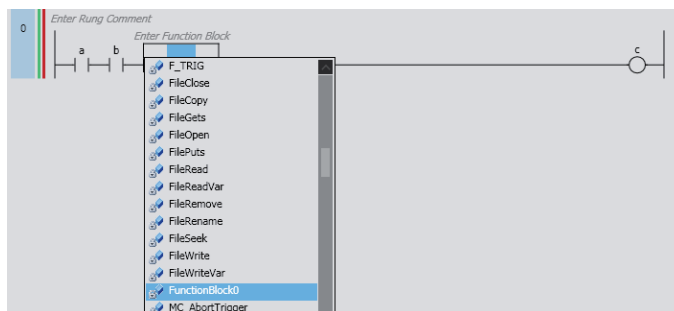 Enter Rung Comment
0
Enter Function Block
a b c
F_TRIG
FileClose
FileCopy
FileGets
FileOpen
FilePuts
FileRead
FileReadVar
FileRemove
FileRename
FileSeek
FileWrite
FileWriteVar
FunctionBlock0
MC_AbortTrigger